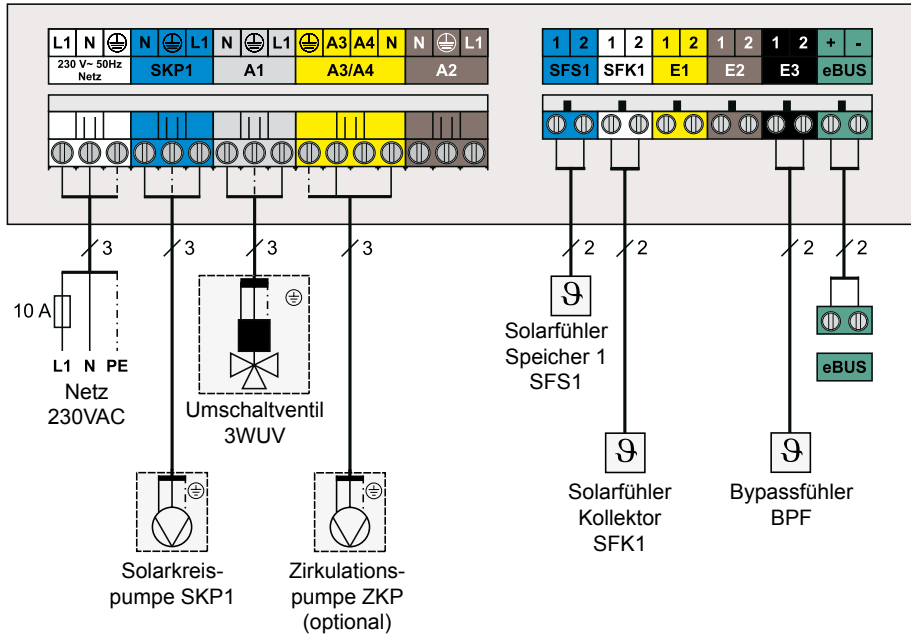 L1 N N L1 N L1 A3 A4 N N L1
230 V~ 50Hz
Netz
SKP1 A1 A3/A4 A2
1 2 1 2 1 2 1 2 1 2 + -
SFS1 SFK1 E1 E2 E3 eBUS
3 3 3 3 2 2 2 2
10 A
L1 N PE
Netz
230VAC
Umschaltventil
3WUV
ϑ
Solarfühler
Speicher 1
SFS1
eBUS
Solarkreis-
pumpe SKP1
Zirkulations-
pumpe ZKP
(optional)
ϑ
Solarfühler
Kollektor
SFK1
ϑ
Bypassfühler
BPF